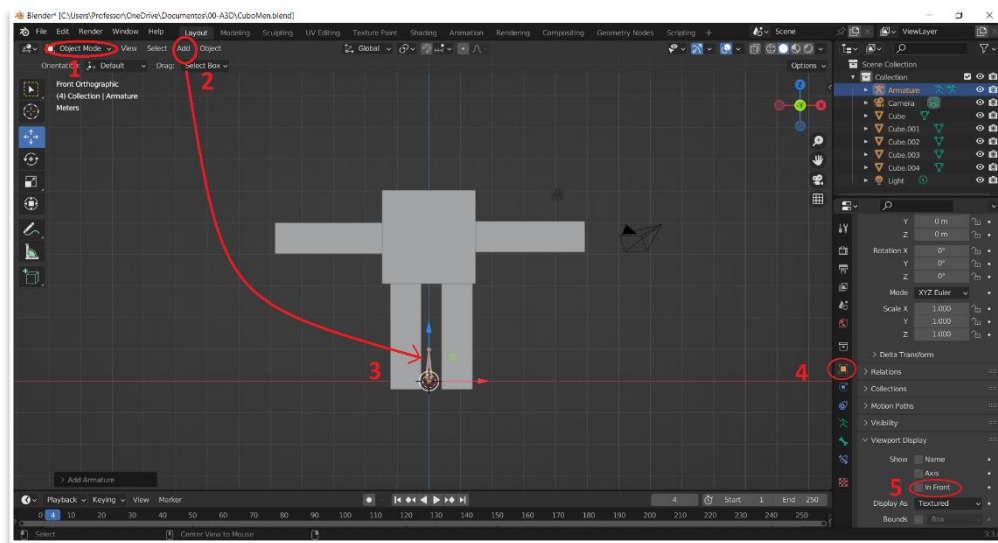 Blender* [C:\Users\Professor\OneDrive\Documentos\00-A3D\CuboMen.blend]
File Edit Render Window Help Layout Modeling Sculpting UV Editing Texture Paint Shading Animation Rendering Compositing Geometry Nodes Scripting + Scene ViewLayer
Object Mode View Select Add Object Global
1 2
Orientation: Default Drag: Select Box Options
Front Orthographic
(4) Collection | Armature
Meters
X
Scene Collection
Collection
Armature
Camera
Cube
Cube.001
Cube.002
Cube.003
Cube.004
Light
3
4
5
Y 0 m
Z 0 m
Rotation X 0°
Y 0°
Z 0°
Mode XYZ Euler
Scale X 1.000
Y 1.000
Z 1.000
> Delta Transform
> Relations
> Collections
> Motion Paths
> Visibility
Viewport Display
Show Name
Axis
In Front
Display As Textured
Bounds Box
> Add Armature
Playback Keying View Marker 4 Start 1 End 250
0 4 10 20 30 40 50 60 70 80 90 100 110 120 130 140 150 160 170 180 190 200 210 220 230 240 250
Select Center View to Mouse